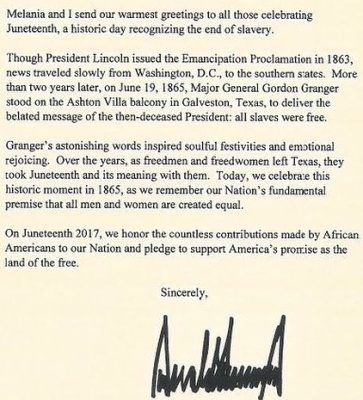 Melania and I send our warmest greetings to all those celebrating
Juneteenth, a historic day recognizing the end of slavery.
Though President Lincoln issued the Emancipation Proclamation in 1863,
news traveled slowly from Washington, D.C., to the southern states. More
than two years later, on June 19, 1865, Major General Gordon Granger
stood on the Ashton Villa balcony in Galveston, Texas, to deliver the
belated message of the then-deceased President: all slaves were free.
Granger's astonishing words inspired soulful festivities and emotional
rejoicing. Over the years, as freedmen and freedwomen left Texas, they
took Juneteenth and its meaning with them. Today, we celebrate this
historic moment in 1865, as we remember our Nation's fundamental
premise that all men and women are created equal.
On Juneteenth 2017, we honor the countless contributions made by African
Americans to our Nation and pledge to support America's promise as the
land of the free.
Sincerely,